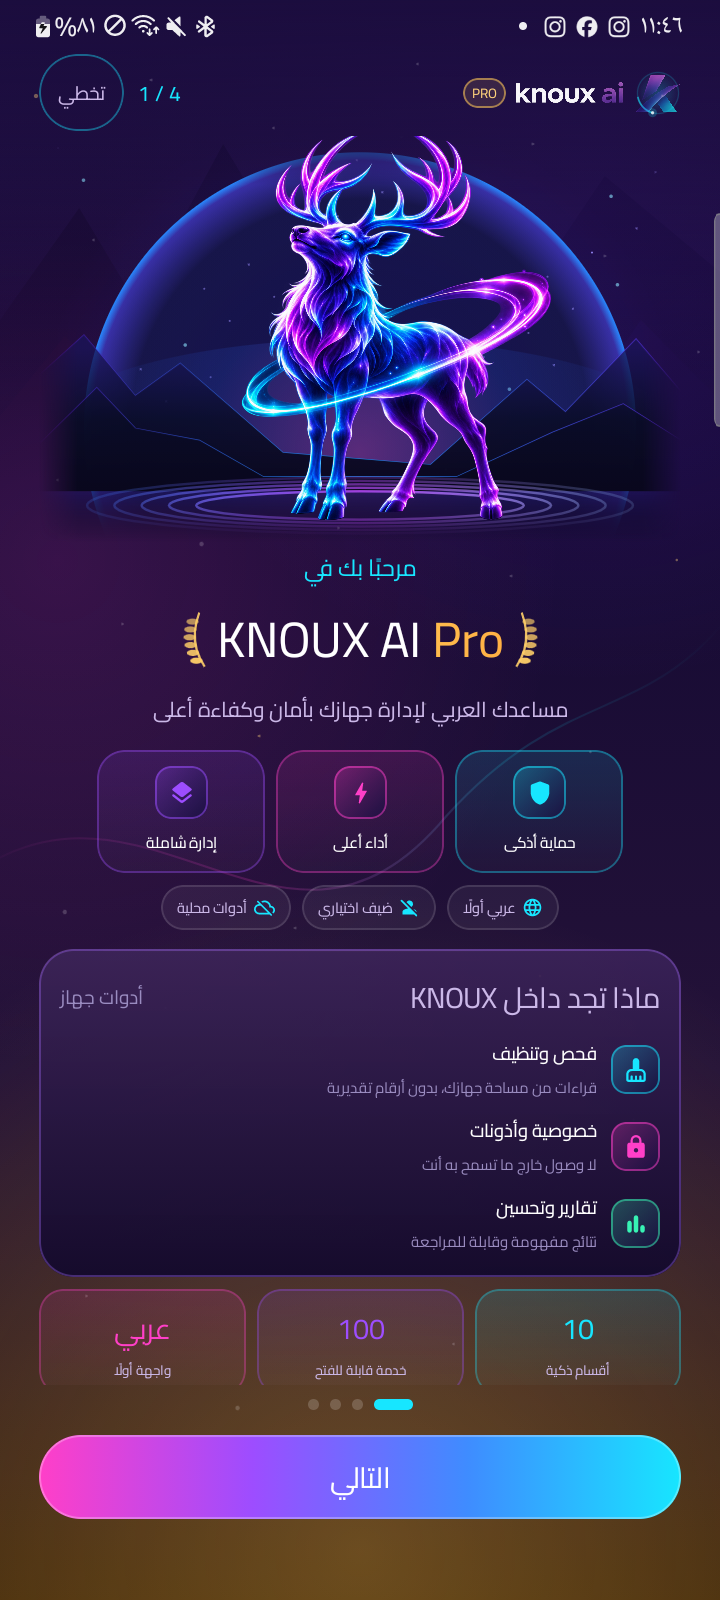 ١١:٤٦
%٨١
knoux ai PRO
1 / 4
تخطي
مرحبًا بك في
KNOUX AI Pro
مساعدك العربي لإدارة جهازك بأمان وكفاءة أعلى
حماية أذكى
أداء أعلى
إدارة شاملة
عربي أولًا
ضيف اختياري
أدوات محلية
ماذا تجد داخل KNOUX
أدوات جهاز
فحص وتنظيف
قراءات من مساحة جهازك، بدون أرقام تقديرية
خصوصية وأذونات
لا وصول خارج ما تسمح به أنت
تقارير وتحسين
نتائج مفهومة وقابلة للمراجعة
10
أقسام ذكية
100
خدمة قابلة للفتح
عربي
واجهة أولًا
التالي